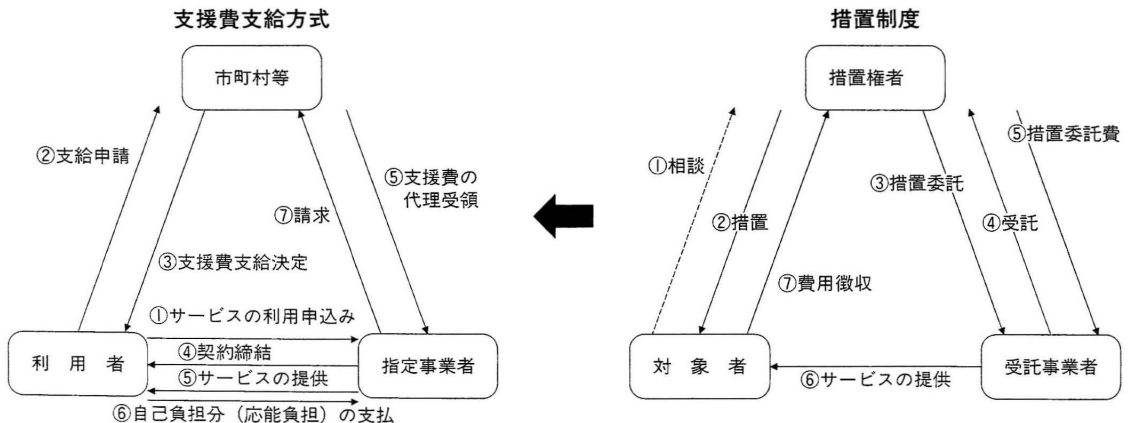 支援費支給方式
市町村等
②支給申請
⑤支援費の
代理受領
⑦請求
③支援費支給決定
①サービスの利用申込み
④契約締結
⑤サービスの提供
⑥自己負担分（応能負担）の支払
利　用　者
指定事業者
措置制度
措置権者
①相談
⑤措置委託費
③措置委託
②措置
④受託
⑦費用徴収
対　象　者
受託事業者
⑥サービスの提供